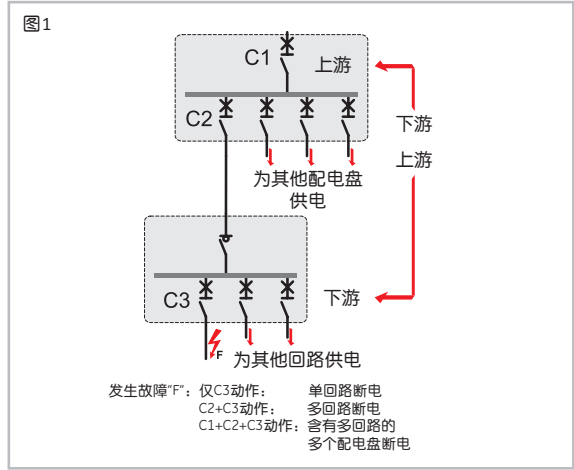 图1
C1
上游
C2
下游
上游
为其他配电盘
供电
C3
下游
F
为其他回路供电
发生故障"F"：仅C3动作： 单回路断电
C2+C3动作： 多回路断电
C1+C2+C3动作：含有多回路的
多个配电盘断电